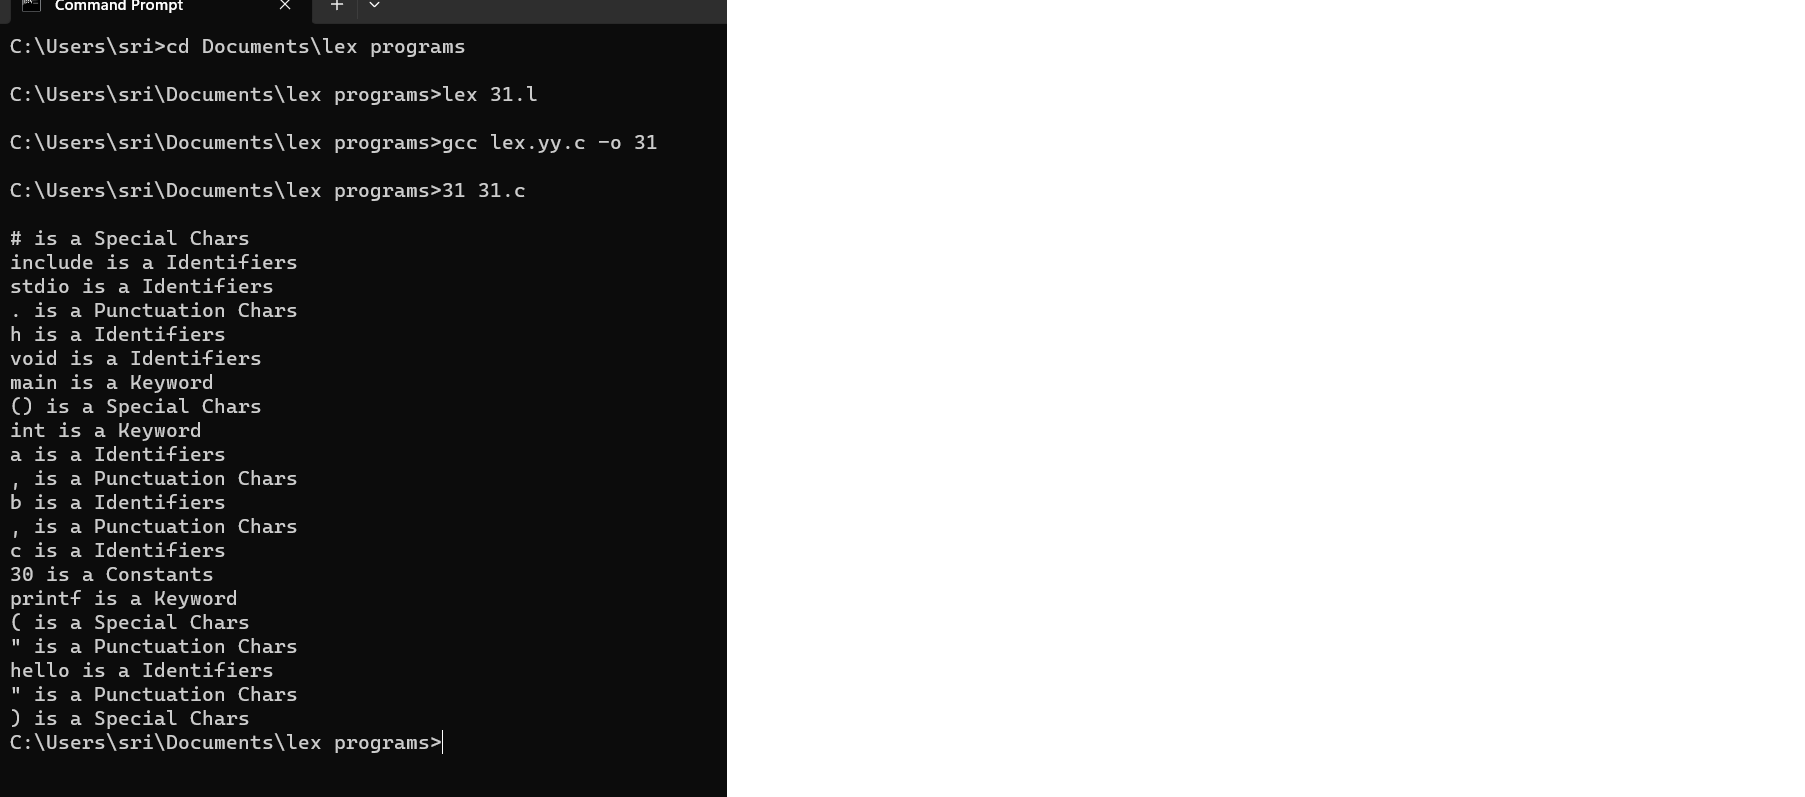 Command Prompt
C:\Users\sri>cd Documents\lex programs
C:\Users\sri\Documents\lex programs>lex 31.l
C:\Users\sri\Documents\lex programs>gcc lex.yy.c -o 31
C:\Users\sri\Documents\lex programs>31 31.c
# is a Special Chars
include is a Identifiers
stdio is a Identifiers
. is a Punctuation Chars
h is a Identifiers
void is a Identifiers
main is a Keyword
() is a Special Chars
int is a Keyword
a is a Identifiers
, is a Punctuation Chars
b is a Identifiers
, is a Punctuation Chars
c is a Identifiers
30 is a Constants
printf is a Keyword
( is a Special Chars
" is a Punctuation Chars
hello is a Identifiers
" is a Punctuation Chars
) is a Special Chars
C:\Users\sri\Documents\lex programs>